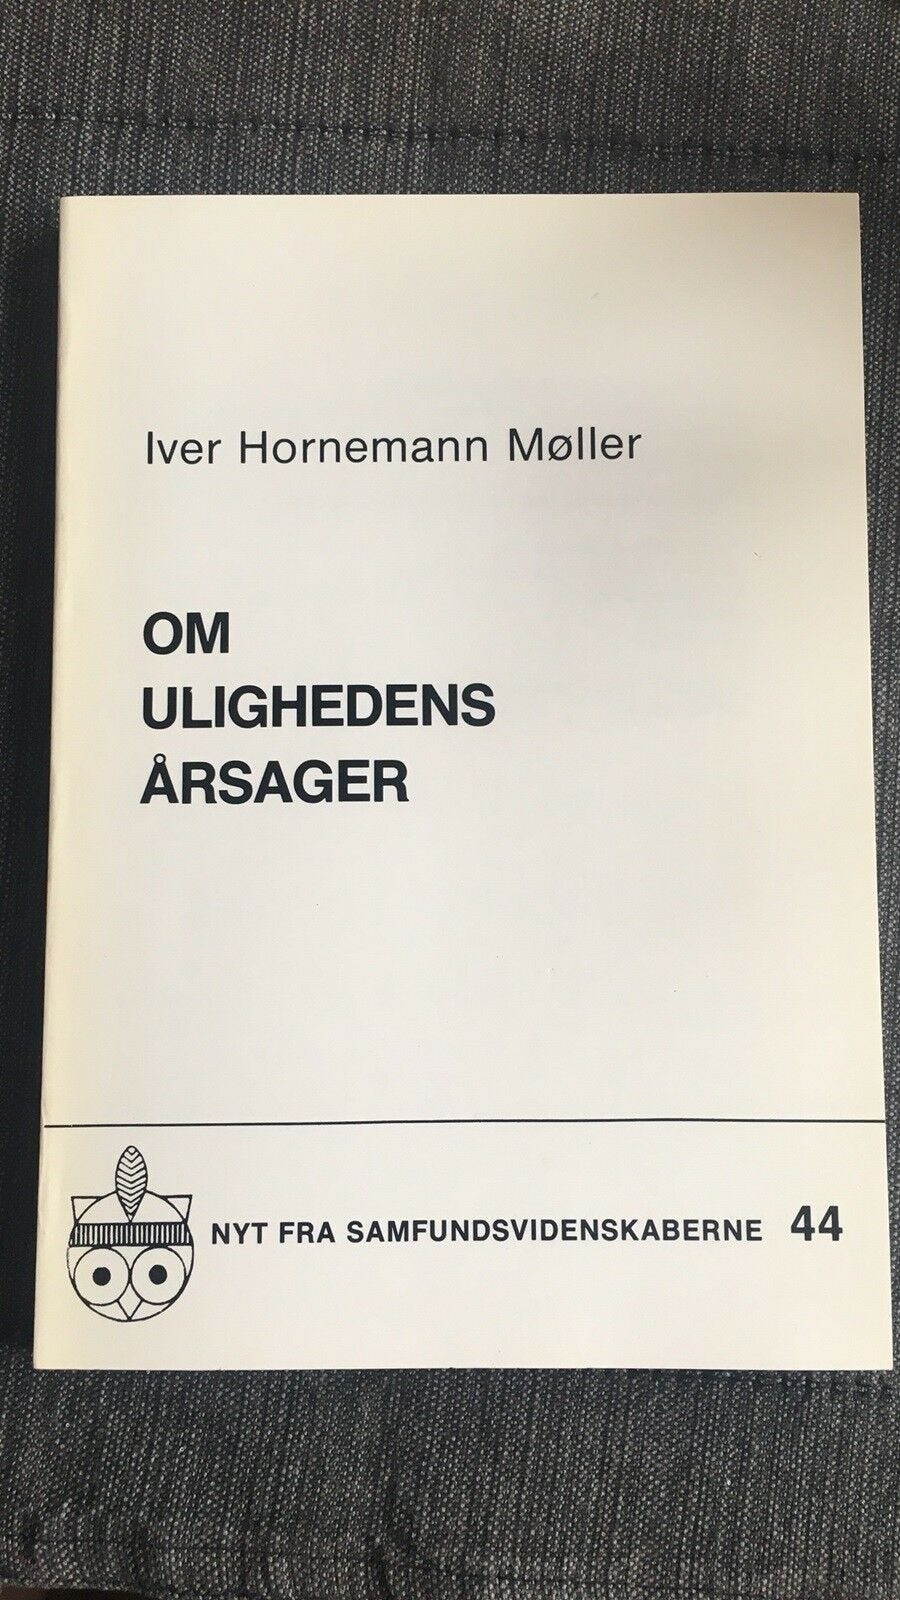 Iver Hornemann Møller
OM
ULIGHEDENS
ÅRSAGER
NYT FRA SAMFUNDSVIDENSKABERNE 44